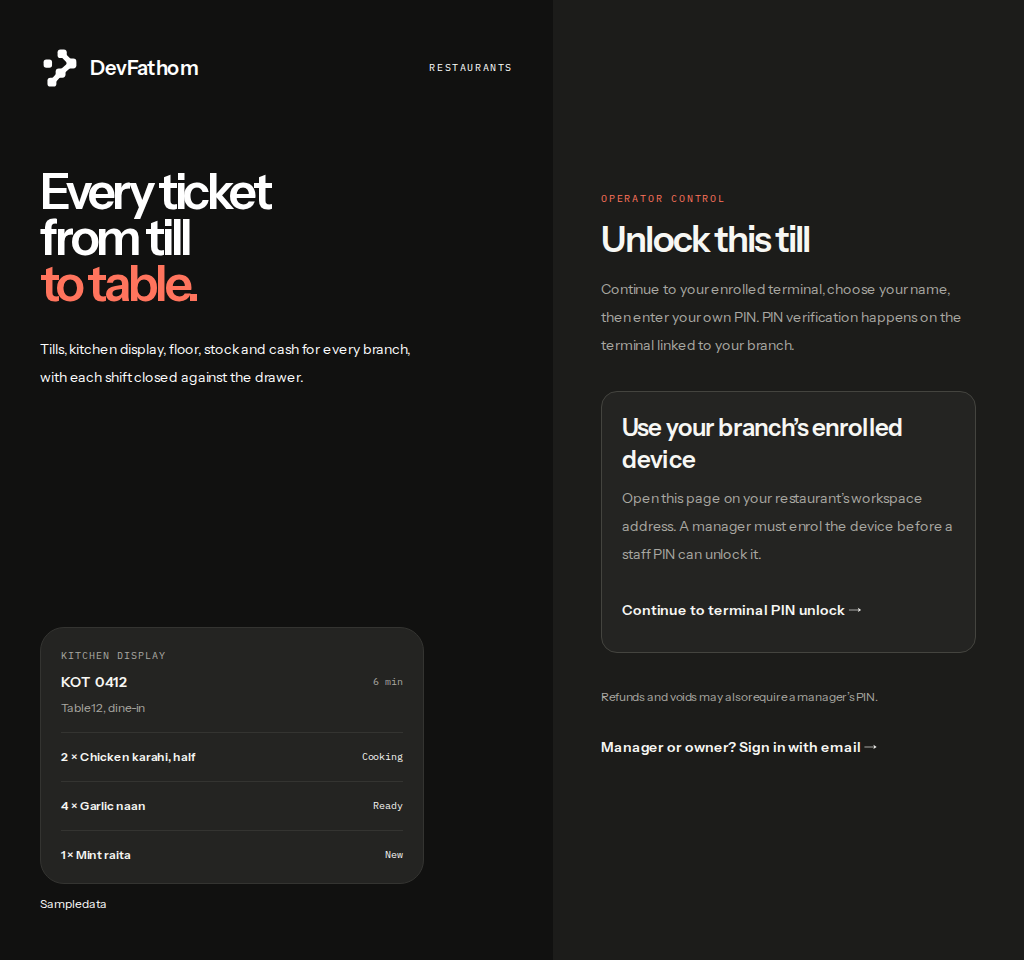 DevFathom
RESTAURANTS
Every ticket
from till
to table.
Tills, kitchen display, floor, stock and cash for every branch,
with each shift closed against the drawer.
KITCHEN DISPLAY
KOT 0412
6 min
Table 12, dine-in
2 × Chicken karahi, half
Cooking
4 × Garlic naan
Ready
1 × Mint raita
New
Sample data
OPERATOR CONTROL
Unlock this till
Continue to your enrolled terminal, choose your name,
then enter your own PIN. PIN verification happens on the
terminal linked to your branch.
Use your branch’s enrolled
device
Open this page on your restaurant’s workspace
address. A manager must enrol the device before a
staff PIN can unlock it.
Continue to terminal PIN unlock →
Refunds and voids may also require a manager’s PIN.
Manager or owner? Sign in with email →